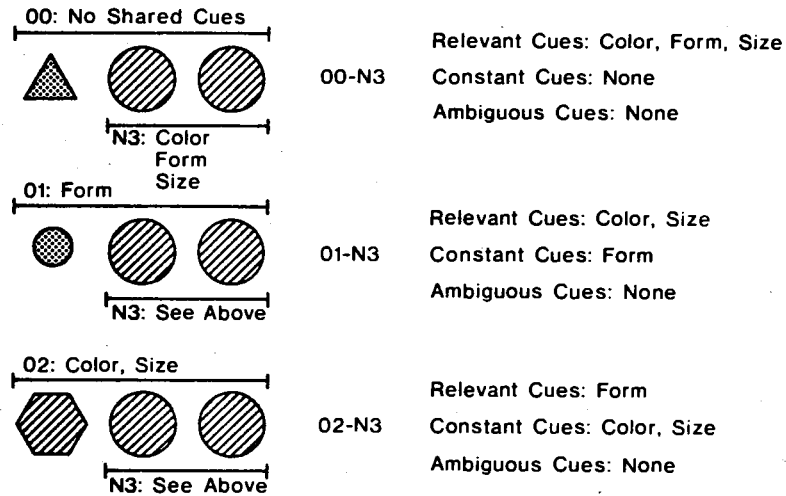 00: No Shared Cues
00-N3
Relevant Cues: Color, Form, Size
Constant Cues: None
Ambiguous Cues: None
N3: Color
Form
Size
01: Form
01-N3
Relevant Cues: Color, Size
Constant Cues: Form
Ambiguous Cues: None
N3: See Above
02: Color, Size
02-N3
Relevant Cues: Form
Constant Cues: Color, Size
Ambiguous Cues: None
N3: See Above